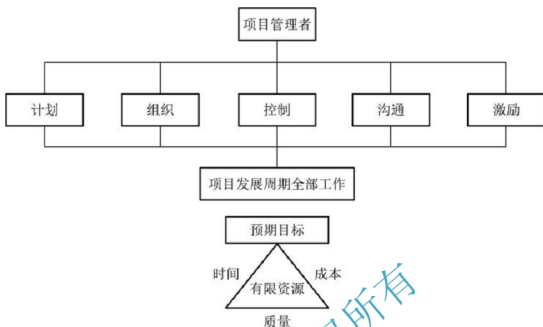 项目管理者
计划 组织 控制 沟通 激励
项目发展周期全部工作
预期目标
时间 成本
有限资源
质量
所有